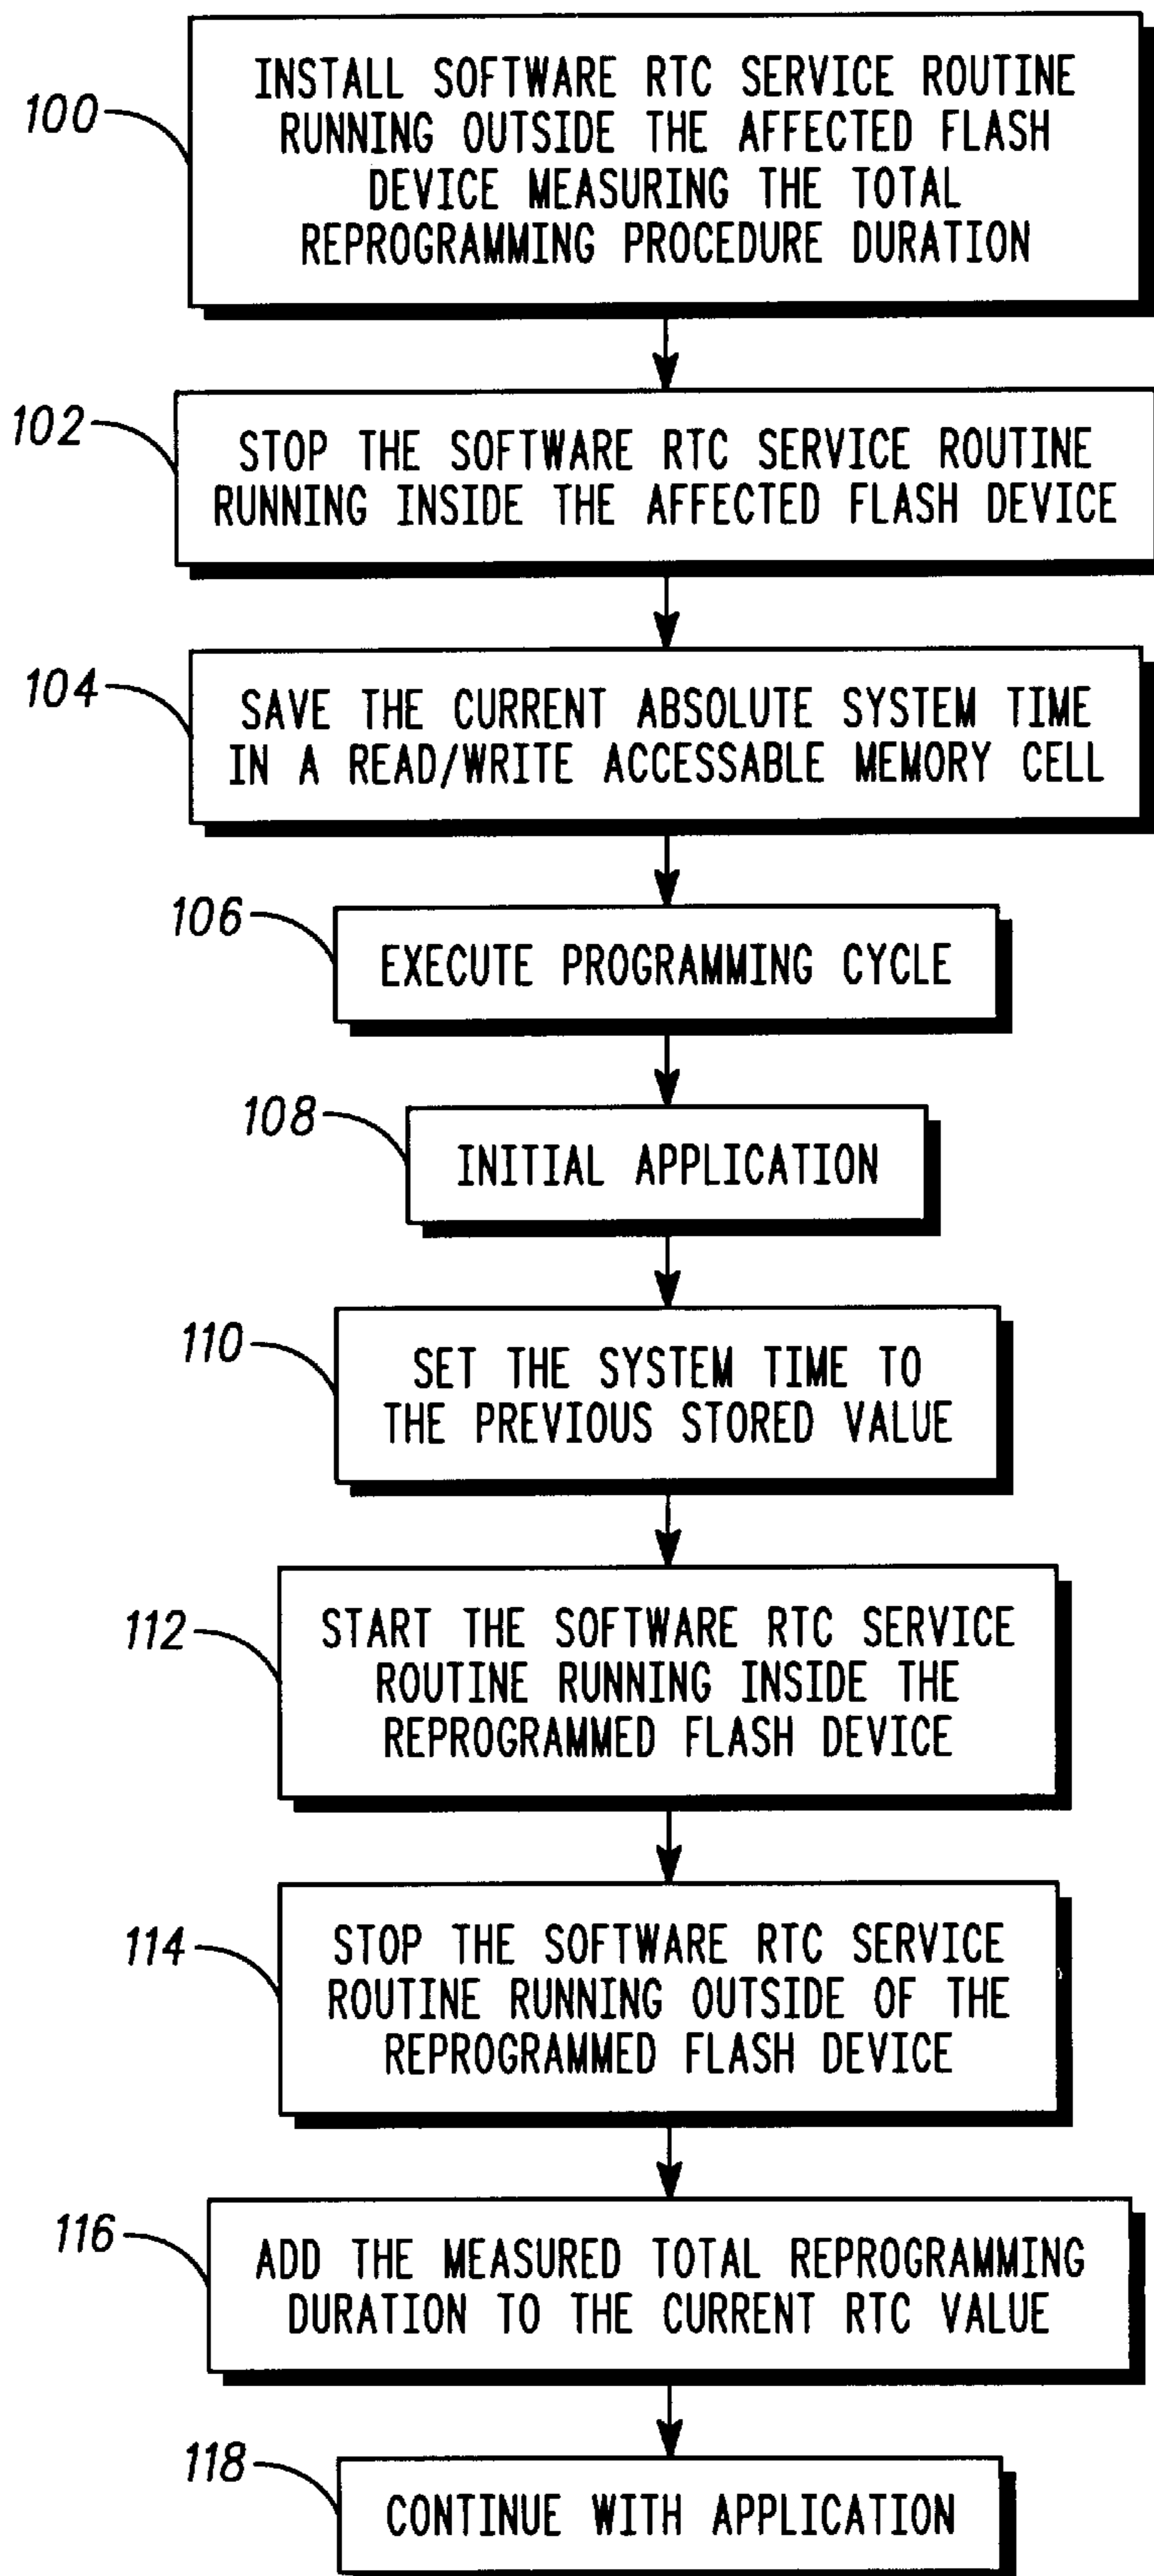 100
INSTALL SOFTWARE RTC SERVICE ROUTINE
RUNNING OUTSIDE THE AFFECTED FLASH
DEVICE MEASURING THE TOTAL
REPROGRAMMING PROCEDURE DURATION
102
STOP THE SOFTWARE RTC SERVICE ROUTINE
RUNNING INSIDE THE AFFECTED FLASH DEVICE
104
SAVE THE CURRENT ABSOLUTE SYSTEM TIME
IN A READ/WRITE ACCESSABLE MEMORY CELL
106
EXECUTE PROGRAMMING CYCLE
108
INITIAL APPLICATION
110
SET THE SYSTEM TIME TO
THE PREVIOUS STORED VALUE
112
START THE SOFTWARE RTC SERVICE
ROUTINE RUNNING INSIDE THE
REPROGRAMMED FLASH DEVICE
114
STOP THE SOFTWARE RTC SERVICE
ROUTINE RUNNING OUTSIDE OF THE
REPROGRAMMED FLASH DEVICE
116
ADD THE MEASURED TOTAL REPROGRAMMING
DURATION TO THE CURRENT RTC VALUE
118
CONTINUE WITH APPLICATION